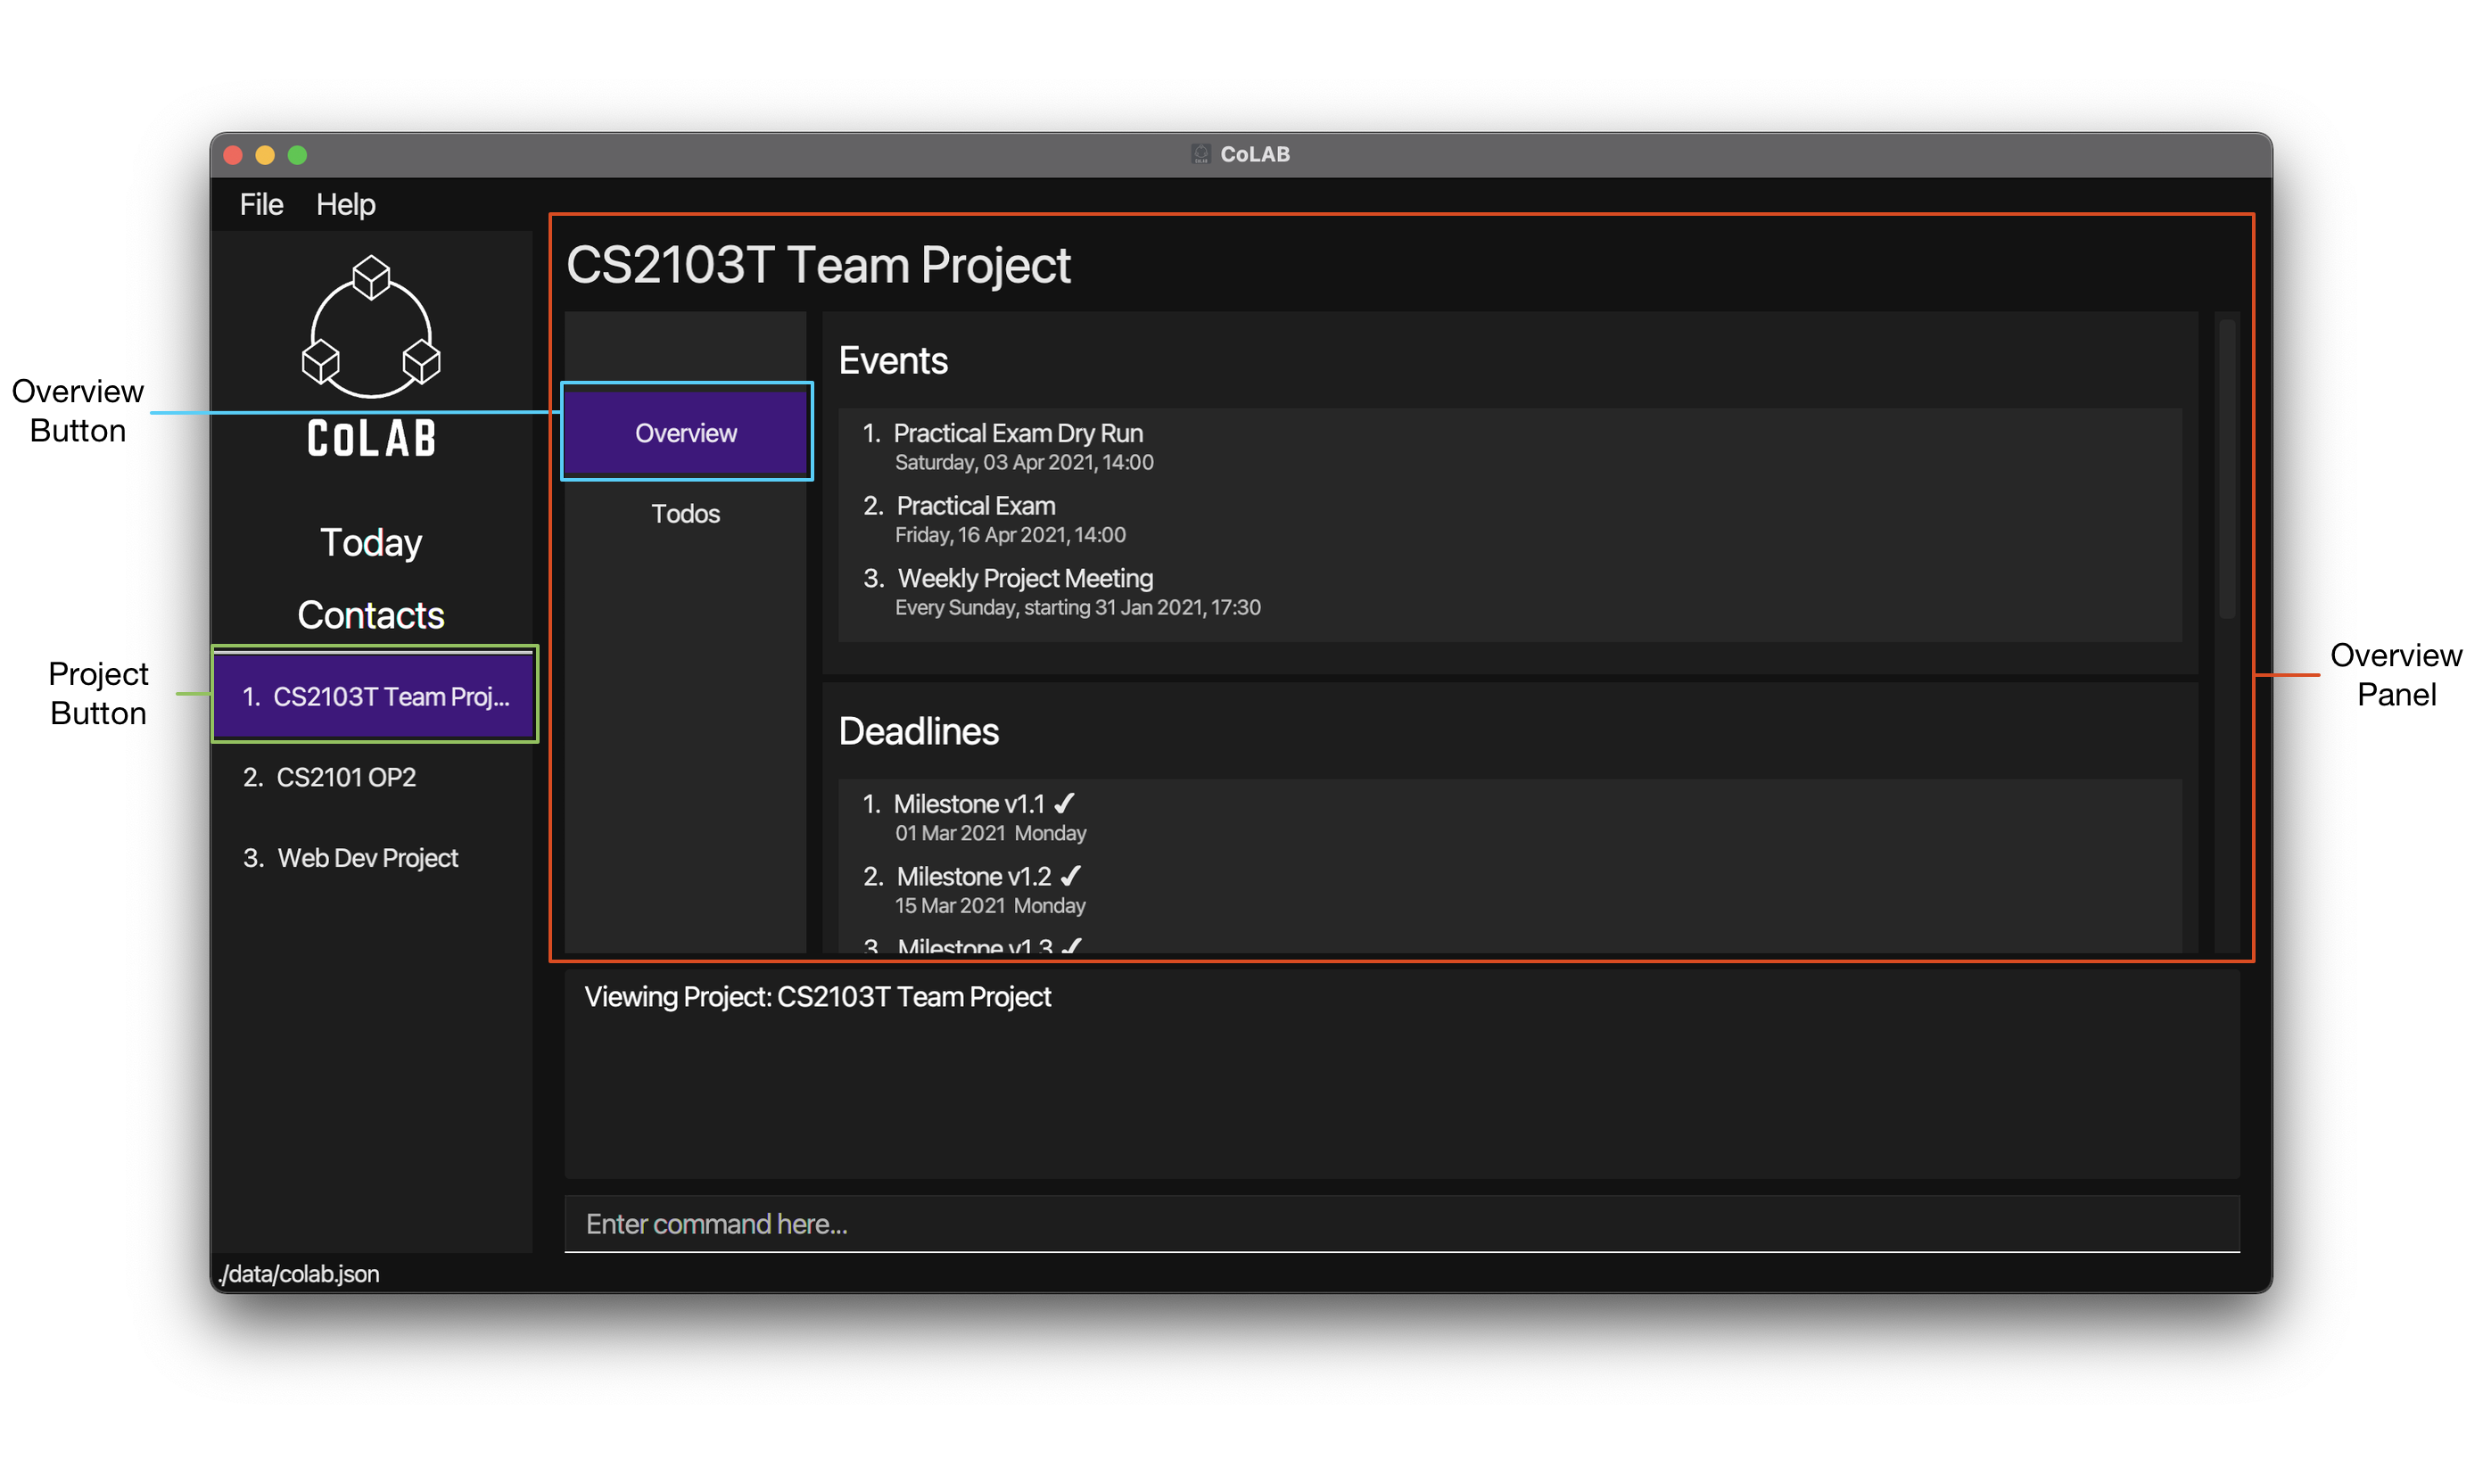 CoLAB
File Help
CoLAB
Today
Contacts
1. CS2103T Team Proj...
2. CS2101 OP2
3. Web Dev Project
Overview
Button
Project
Button
CS2103T Team Project
Overview
Todos
Events
1. Practical Exam Dry Run
Saturday, 03 Apr 2021, 14:00
2. Practical Exam
Friday, 16 Apr 2021, 14:00
3. Weekly Project Meeting
Every Sunday, starting 31 Jan 2021, 17:30
Deadlines
1. Milestone v1.1 ✓
01 Mar 2021 Monday
2. Milestone v1.2 ✓
15 Mar 2021 Monday
3. Milestone v1.3 ✓
Overview
Panel
Viewing Project: CS2103T Team Project
Enter command here...
./data/colab.json